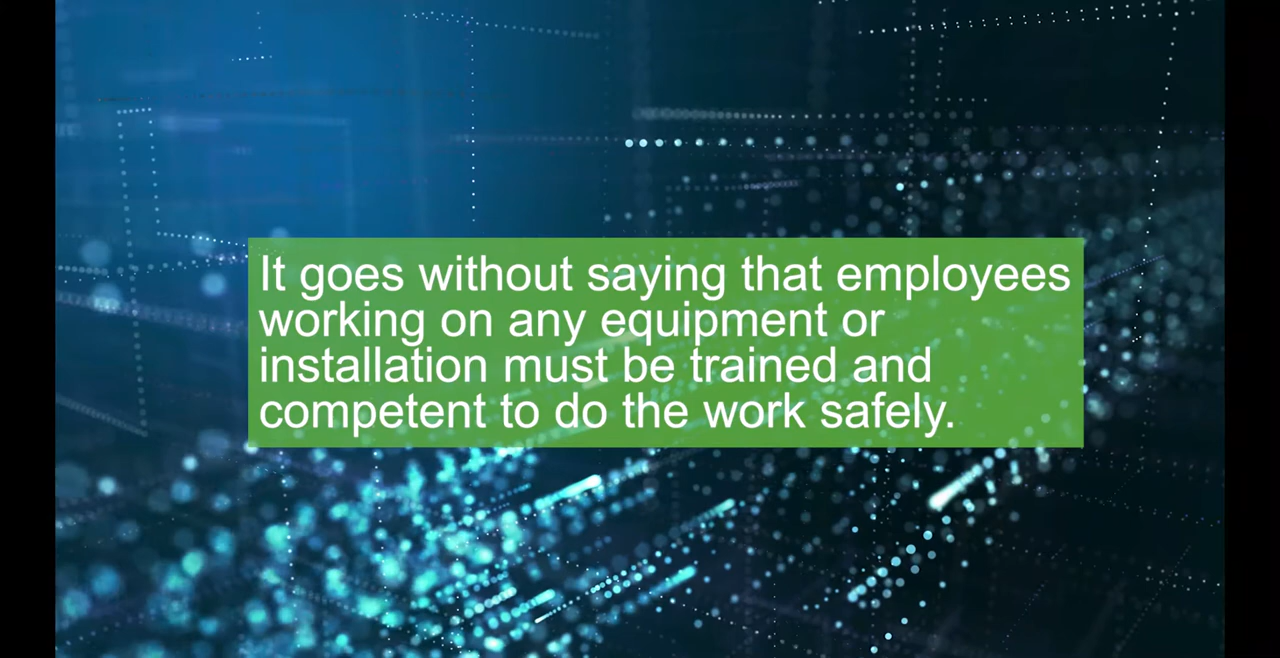 It goes without saying that employees
working on any equipment or
installation must be trained and
competent to do the work safely.